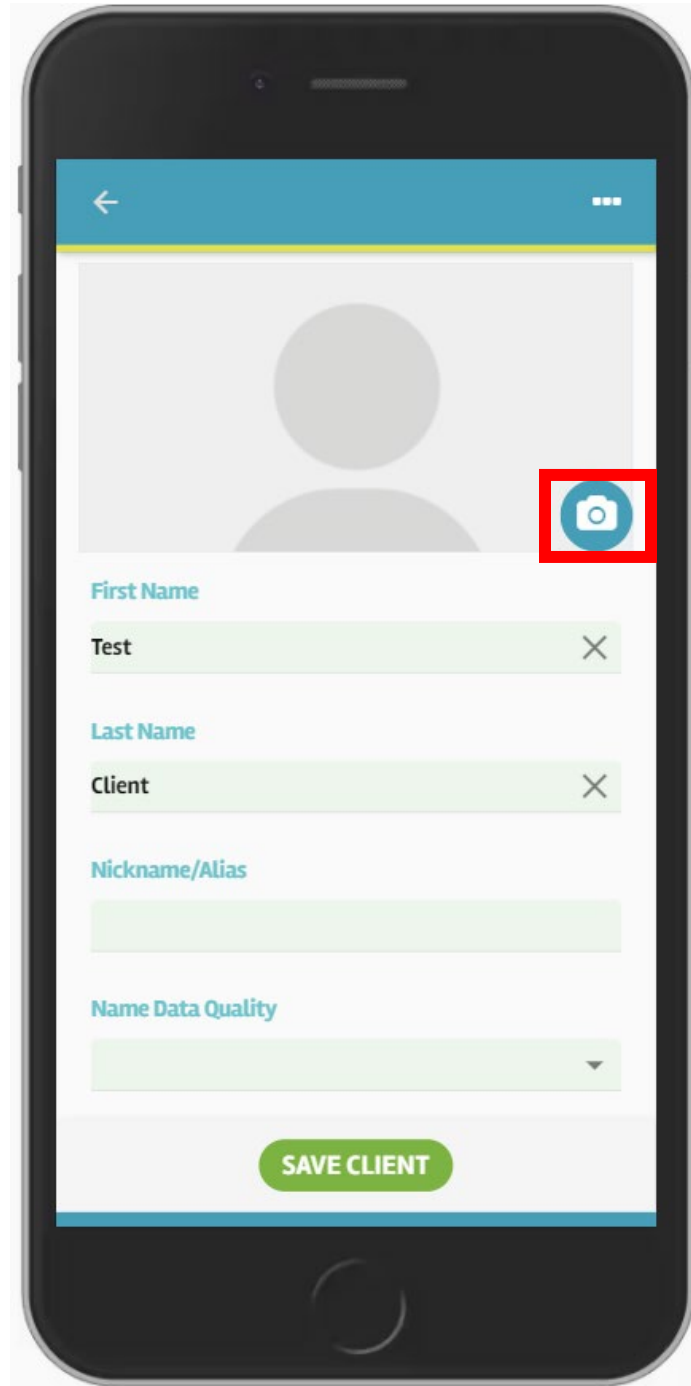 First Name
Test
Last Name
Client
Nickname/Alias
Name Data Quality
SAVE CLIENT